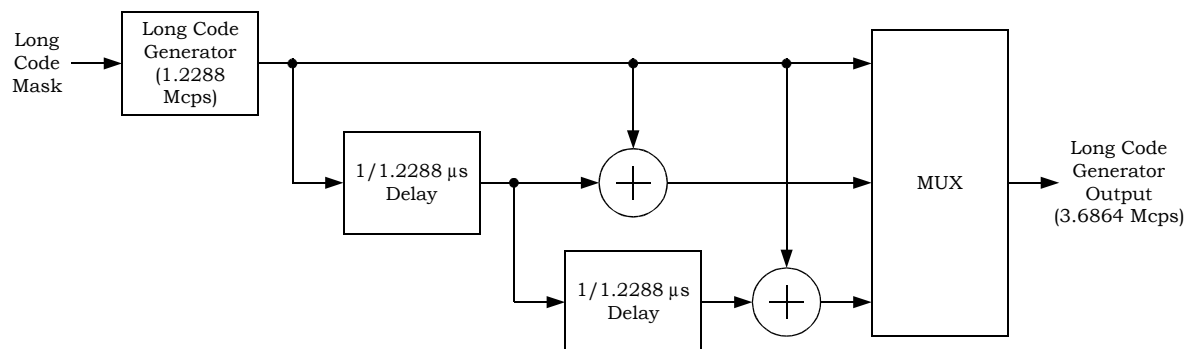 Long
Code
Mask
Long Code
Generator
(1.2288
Mcps)
1/1.2288 µs
Delay
1/1.2288 µs
Delay
MUX
Long Code
Generator
Output
(3.6864 Mcps)